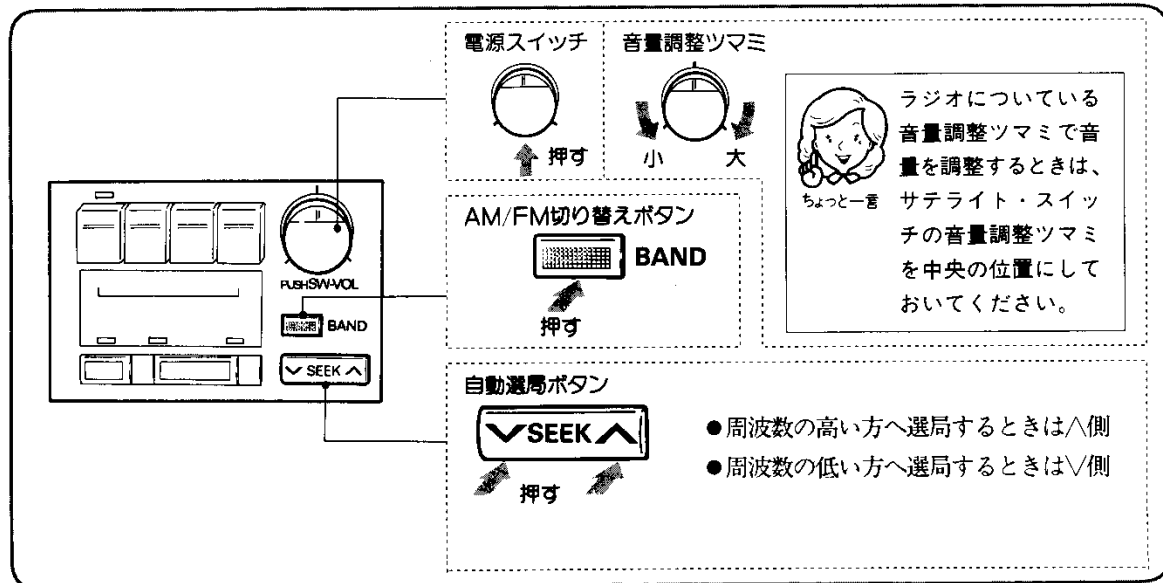 電源スイッチ
押す
音量調整ツマミ
小 大
ちょっと一言
ラジオについている
音量調整ツマミで音
量を調整するときは、
サテライト・スイッ
チの音量調整ツマミ
を中央の位置にして
おいてください。
PUSH SW-VOL
BAND
SEEK
AM/FM切り替えボタン
BAND
押す
自動選局ボタン
SEEK
押す
●周波数の高い方へ選局するときは∧側
●周波数の低い方へ選局するときは∨側